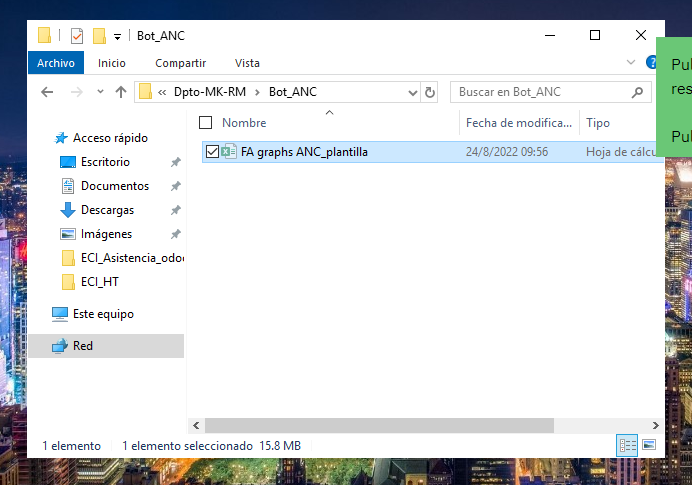 Bot_ANC
Archivo Inicio Compartir Vista
« Dpto-MK-RM > Bot_ANC Buscar en Bot_ANC
Nombre Fecha de modifica... Tipo
FA graphs ANC_plantilla 24/8/2022 09:56 Hoja de cálcu
Acceso rápido
Escritorio
Documentos
Descargas
Imágenes
ECI_Asistencia_odo
ECI_HT
Este equipo
Red
1 elemento 1 elemento seleccionado 15.8 MB
Pul
res
Pul